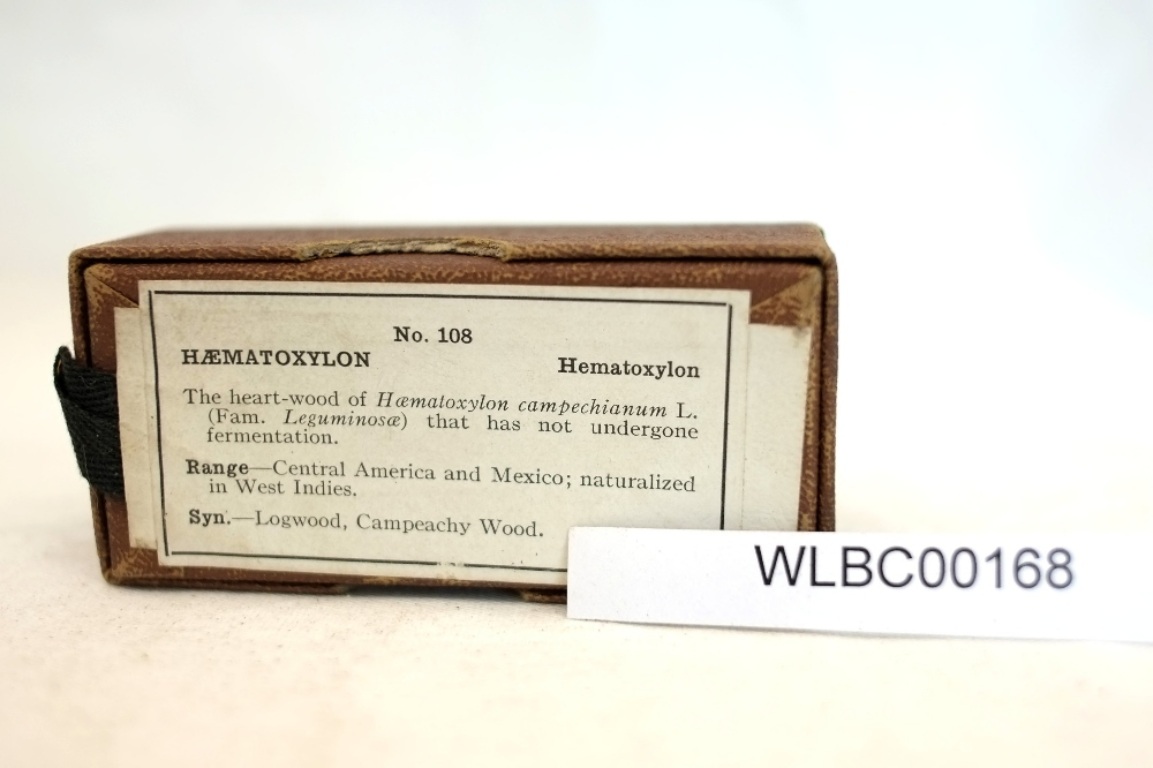 No. 108
HÆMATOXYLON Hematoxylon
The heart-wood of Hæmatoxylon campechianum L.
(Fam. Leguminosæ) that has not undergone
fermentation.
Range—Central America and Mexico; naturalized
in West Indies.
Syn.—Logwood, Campeachy Wood.
WLBC00168